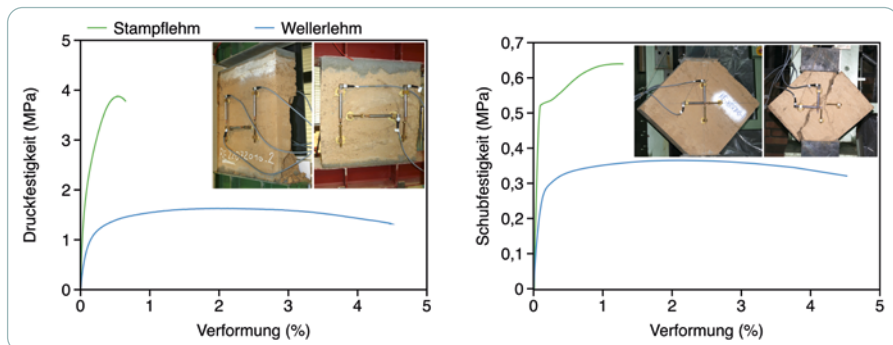 Stampflehm
Wellerlehm
Druckfestigkeit (MPa)
5
4
3
2
1
0
0 1 2 3 4 5
Verformung (%)
Schubfestigkeit (MPa)
0,7
0,6
0,5
0,4
0,3
0,2
0,1
0
0 1 2 3 4 5
Verformung (%)